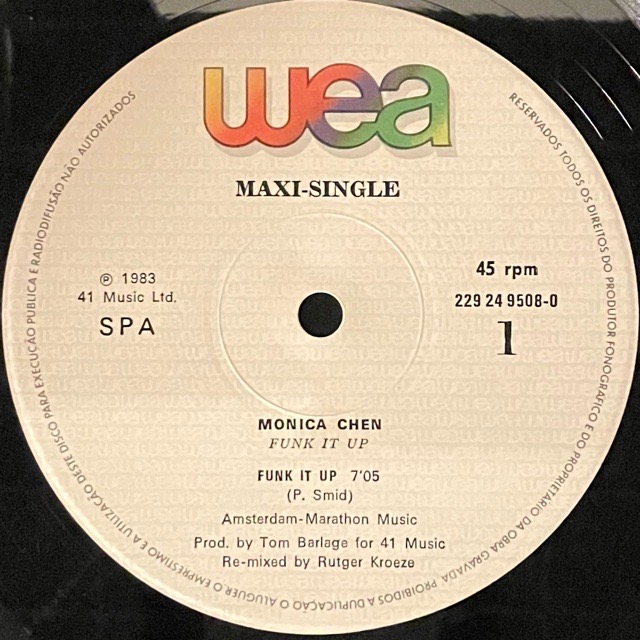 wea
MAXI-SINGLE
℗ 1983
41 Music Ltd.
SPA
45 rpm
229 24 9508-0
1
MONICA CHEN
FUNK IT UP
FUNK IT UP 7'05
(P. Smid)
Amsterdam-Marathon Music
Prod. by Tom Barlage for 41 Music
Re-mixed by Rutger Kroeze
RESERVADOS TODOS OS DIREITOS DO PRODUTOR FONOGRAFICO E DO PROPRIETARIO DA OBRA GRAVADA PROIBIDOS A DUPLICAÇÃO O ALUGUER O EMPRESTIMO E A UTILIZAÇÃO DESTE DISCO PARA EXECUÇÃO PUBLICA E RADIODIFUSÃO NÃO AUTORIZADOS